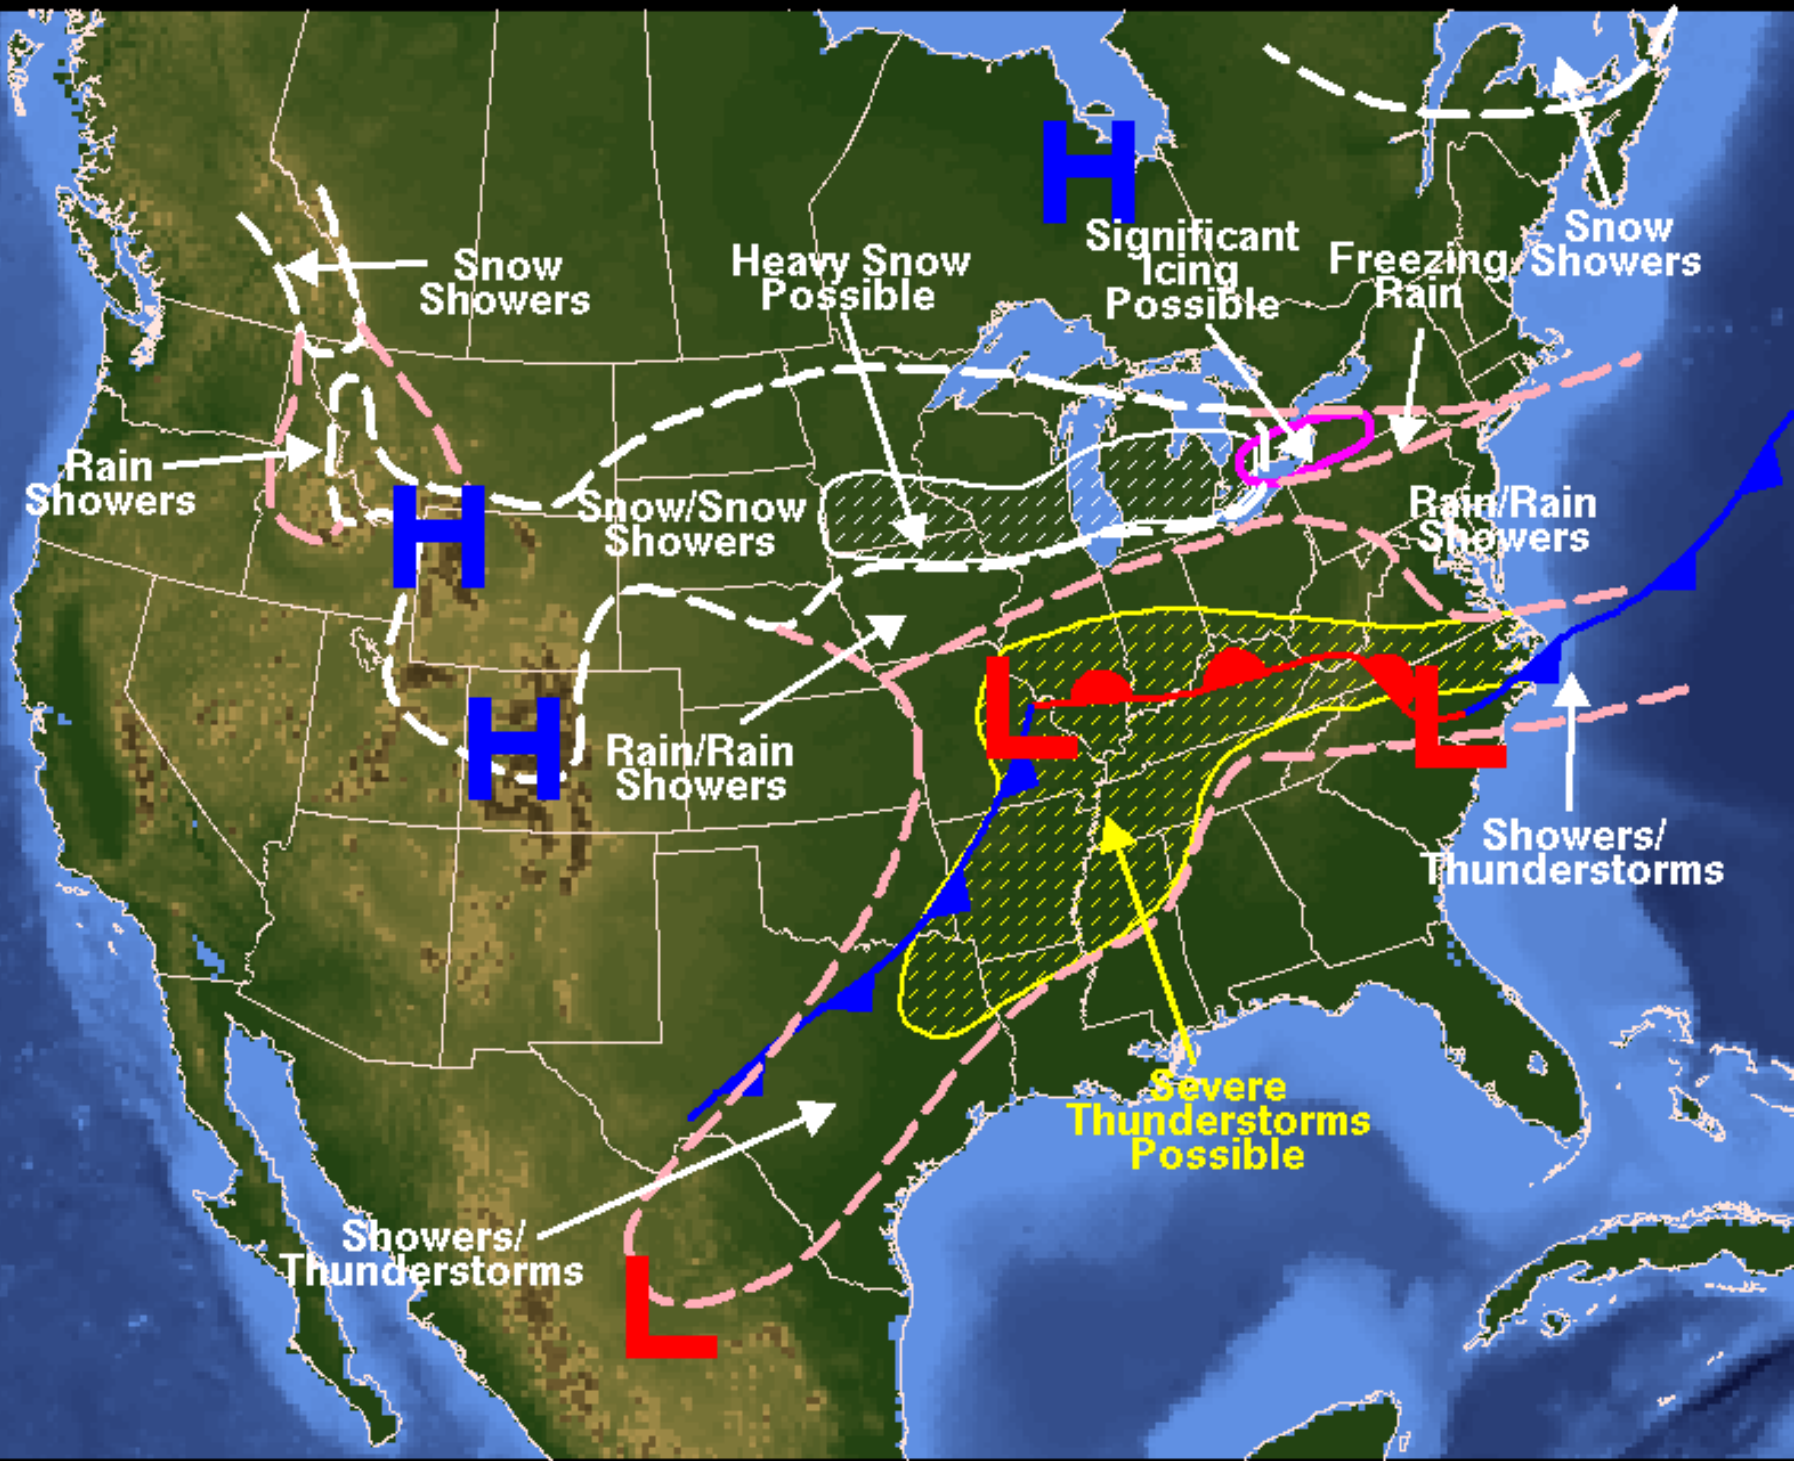 H
Significant
Icing
Possible
Snow
Showers
Heavy Snow
Possible
Freezing
Rain
Snow
Showers
Rain
Showers
H
Snow/Snow
Showers
Rain/Rain
Showers
L
L
H
Rain/Rain
Showers
Showers/
Thunderstorms
Severe
Thunderstorms
Possible
Showers/
Thunderstorms
L